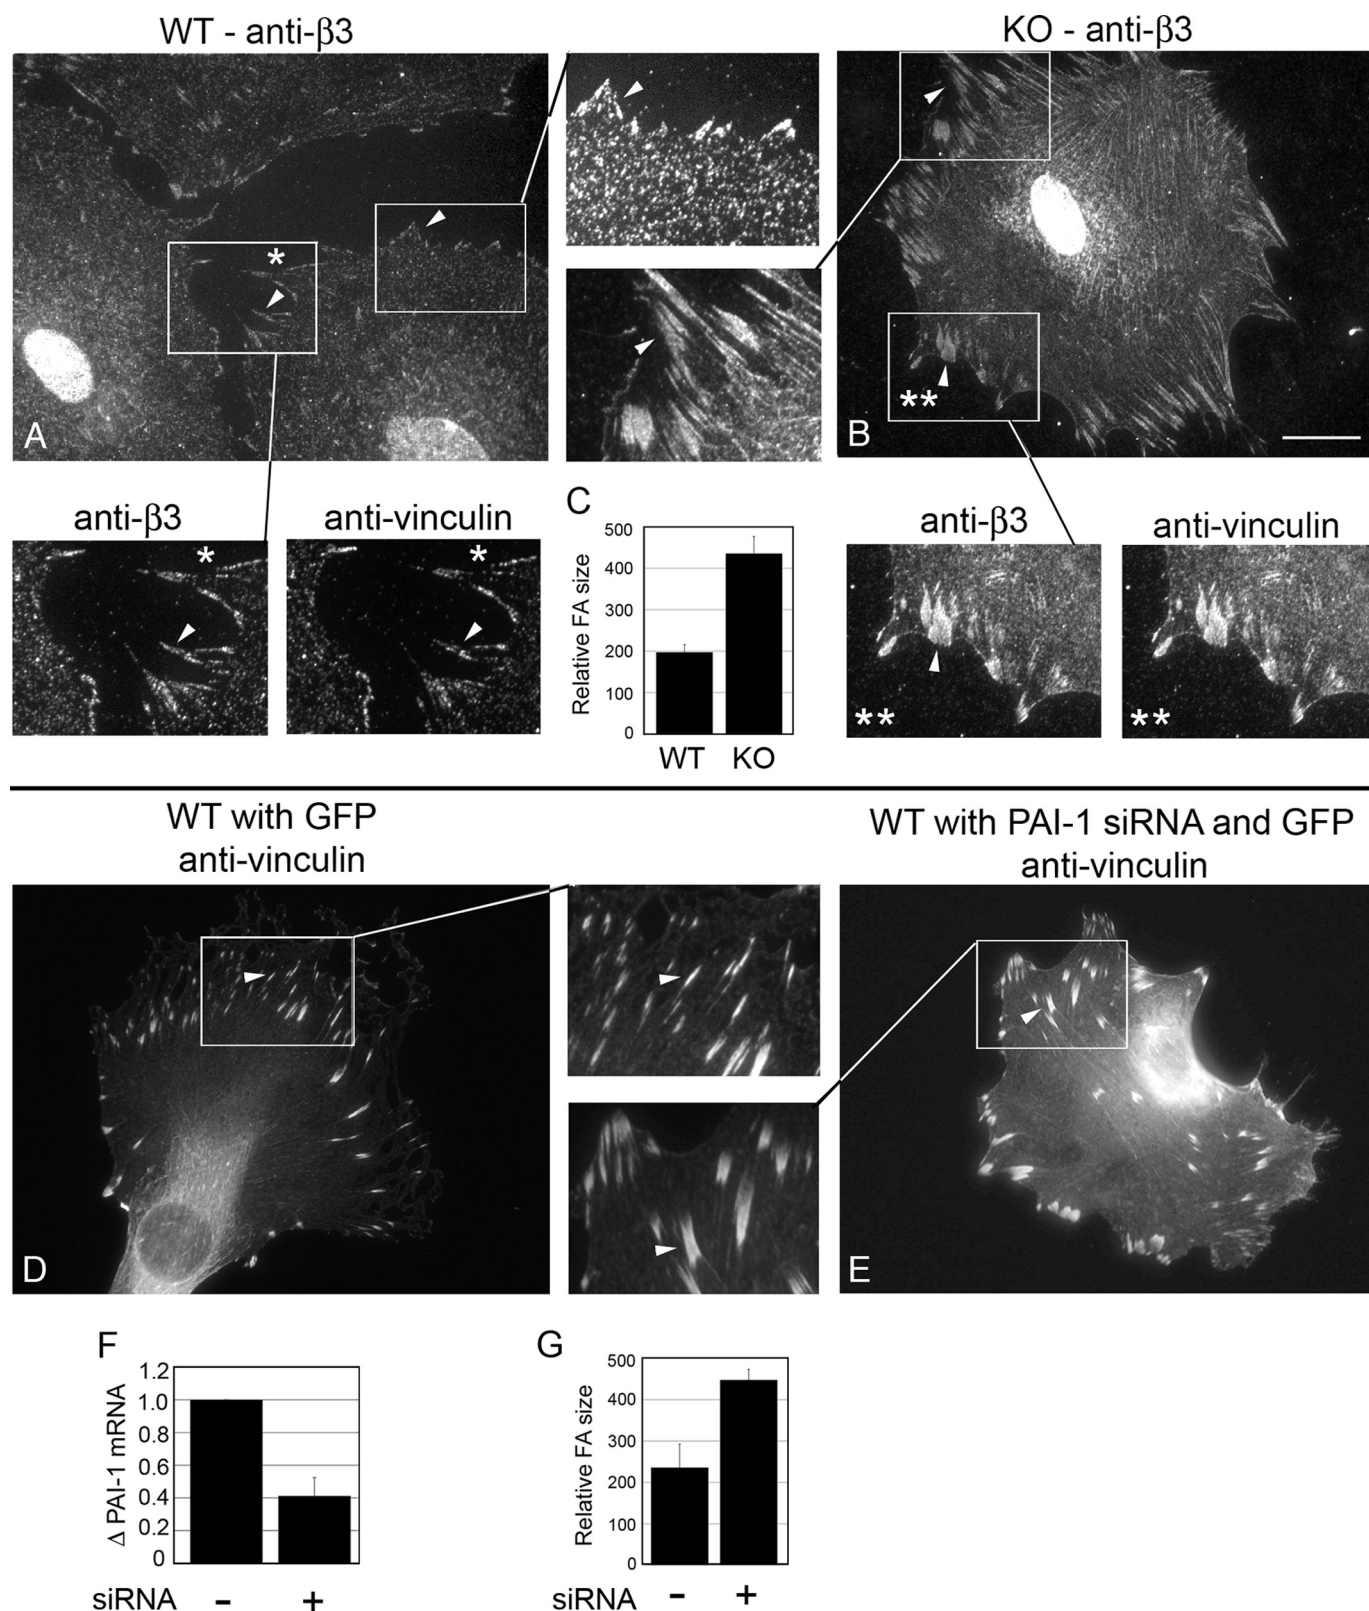 WT - anti-β3
KO - anti-β3
*
A
**
B
anti-β3
anti-vinculin
*
*
C
500
400
300
200
100
0
Relative FA size
WT
KO
anti-β3
anti-vinculin
**
**
WT with GFP
anti-vinculin
WT with PAI-1 siRNA and GFP
anti-vinculin
D
E
F
1.2
1.0
0.8
0.6
0.4
0.2
0
Δ PAI-1 mRNA
siRNA - +
G
500
400
300
200
100
0
Relative FA size
siRNA - +